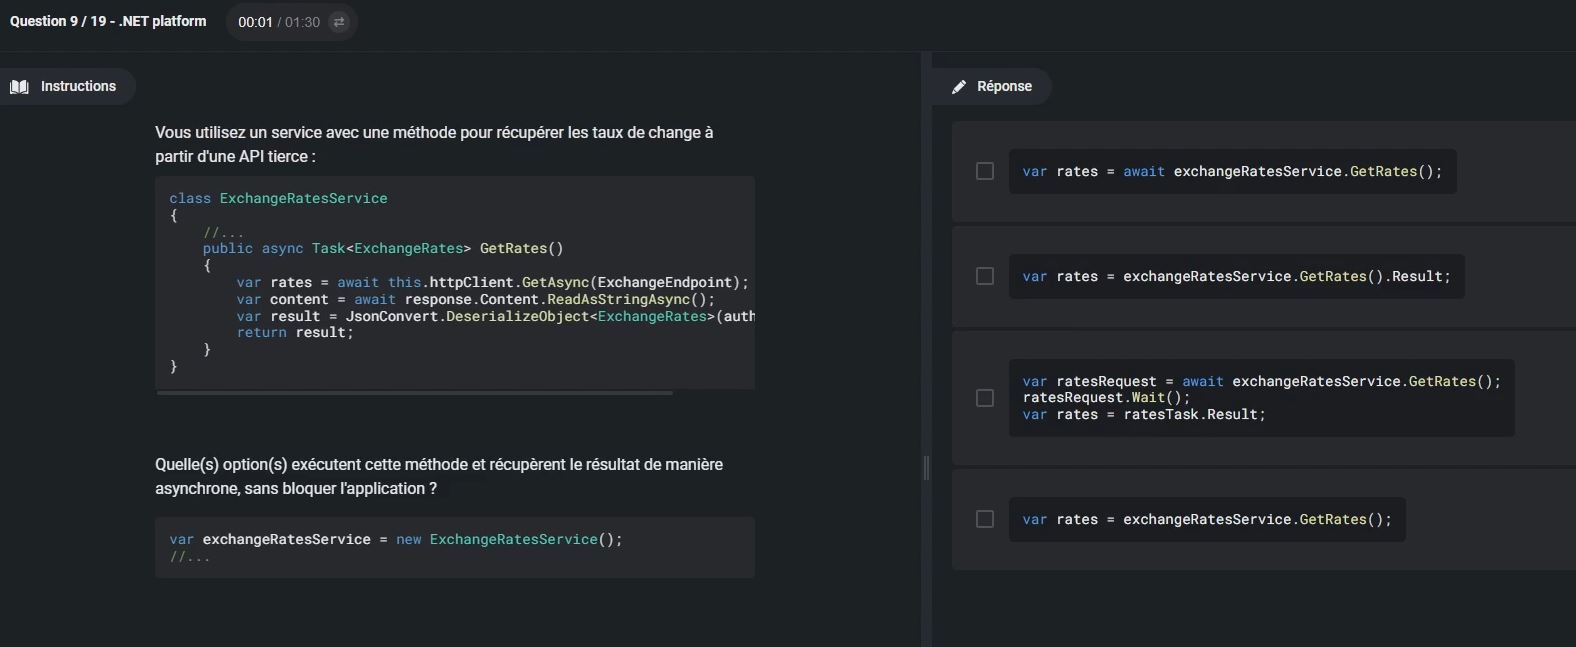 Question 9 / 19 - .NET platform
00:01 / 01:30
Instructions
Vous utilisez un service avec une méthode pour récupérer les taux de change à
partir d'une API tierce :
class ExchangeRatesService
{
//...
public async Task<ExchangeRates> GetRates()
{
var rates = await this.httpClient.GetAsync(ExchangeEndpoint);
var content = await response.Content.ReadAsStringAsync();
var result = JsonConvert.DeserializeObject<ExchangeRates>(auth
return result;
}
}
Quelle(s) option(s) exécutent cette méthode et récupèrent le résultat de manière
asynchrone, sans bloquer l'application ?
var exchangeRatesService = new ExchangeRatesService();
//...
Réponse
var rates = await exchangeRatesService.GetRates();
var rates = exchangeRatesService.GetRates().Result;
var ratesRequest = await exchangeRatesService.GetRates();
ratesRequest.Wait();
var rates = ratesTask.Result;
var rates = exchangeRatesService.GetRates();